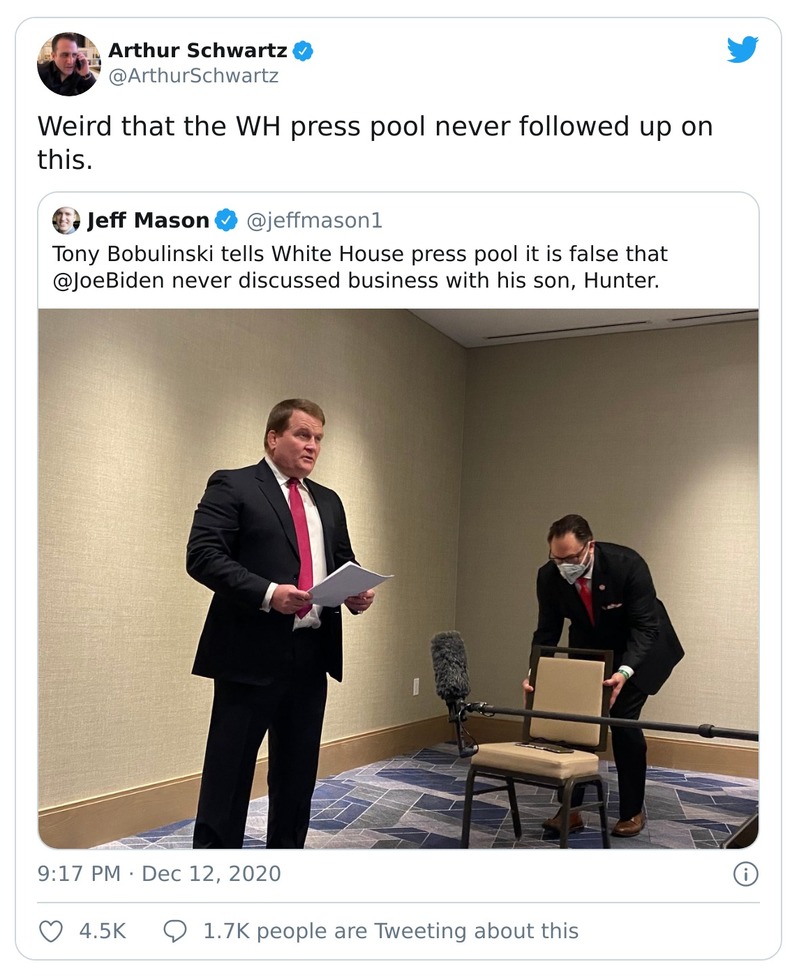 Arthur Schwartz
@ArthurSchwartz
Weird that the WH press pool never followed up on
this.
Jeff Mason @jeffmason1
Tony Bobulinski tells White House press pool it is false that
@JoeBiden never discussed business with his son, Hunter.
9:17 PM · Dec 12, 2020
4.5K 1.7K people are Tweeting about this